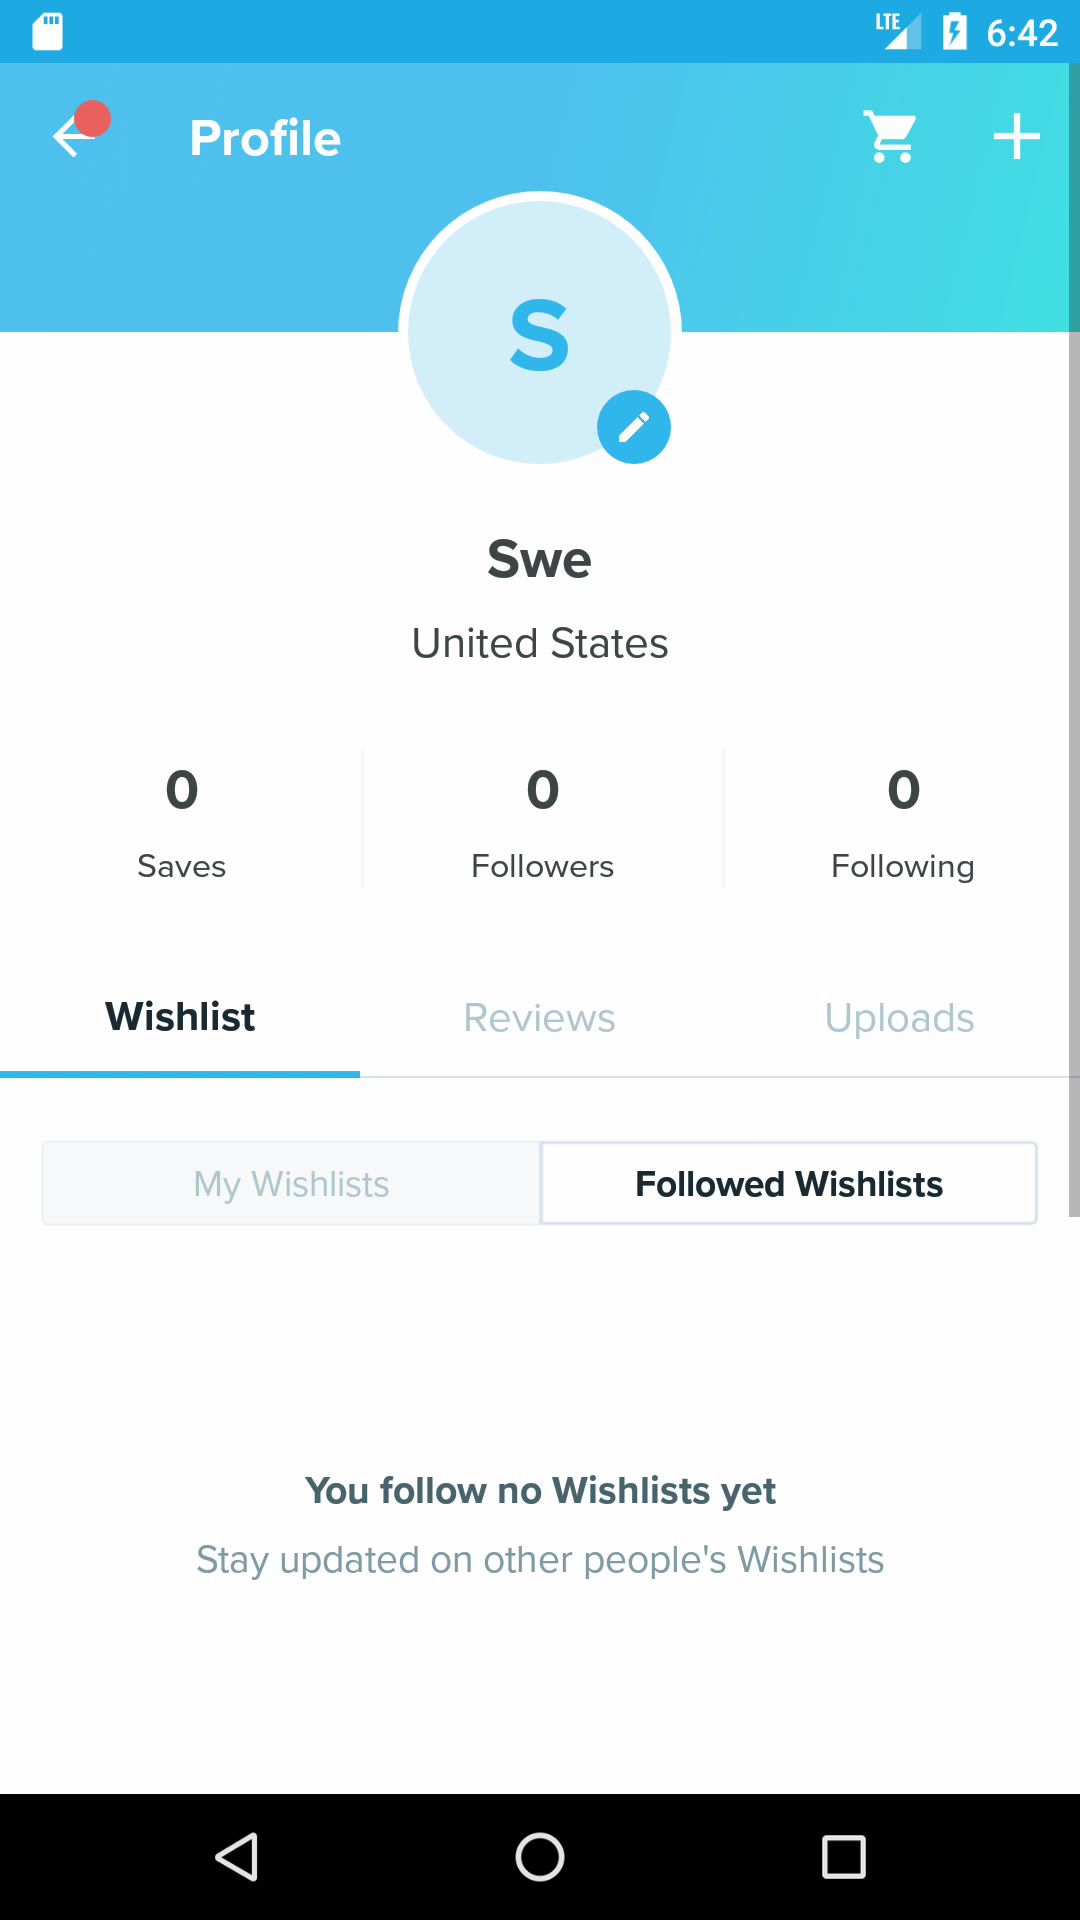 LTE 6:42
Profile
S
Swe
United States
0 0 0
Saves Followers Following
Wishlist Reviews Uploads
My Wishlists Followed Wishlists
You follow no Wishlists yet
Stay updated on other people's Wishlists